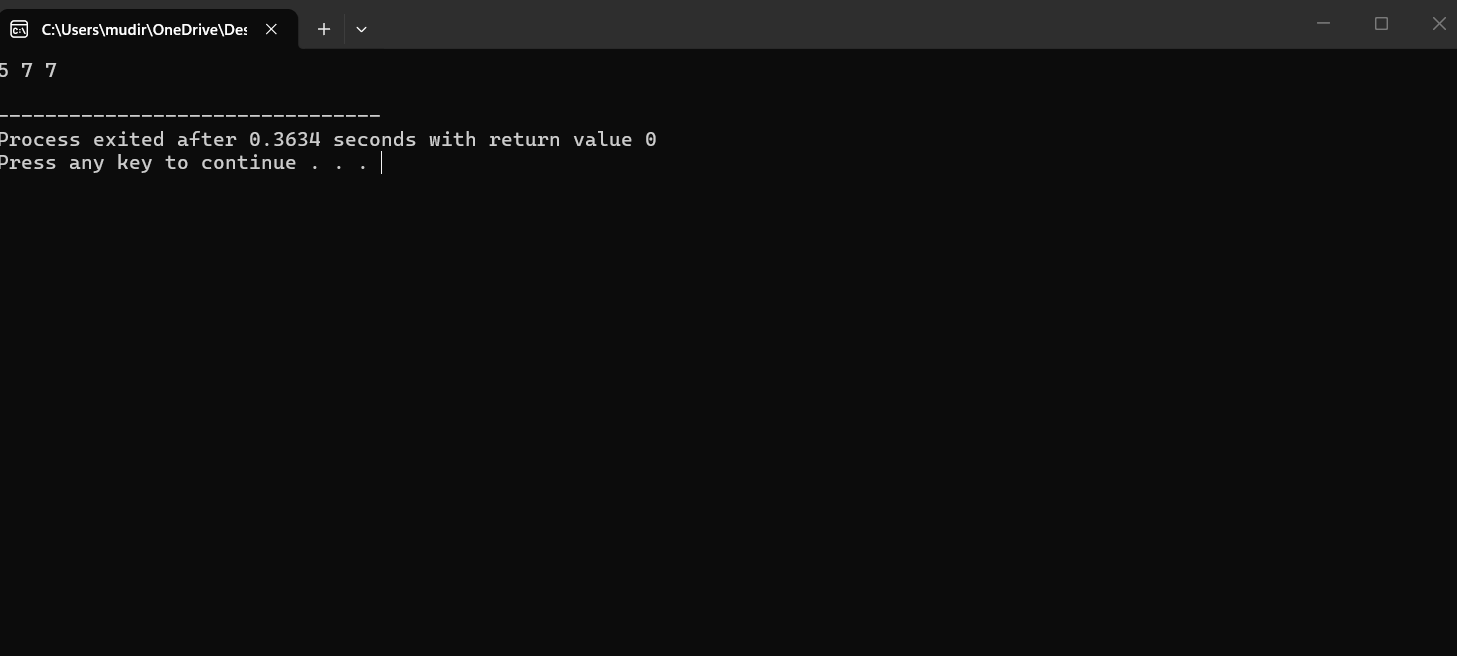 C:\Users\mudir\OneDrive\Des
5 7 7
--------------------------------
Process exited after 0.3634 seconds with return value 0
Press any key to continue . . .